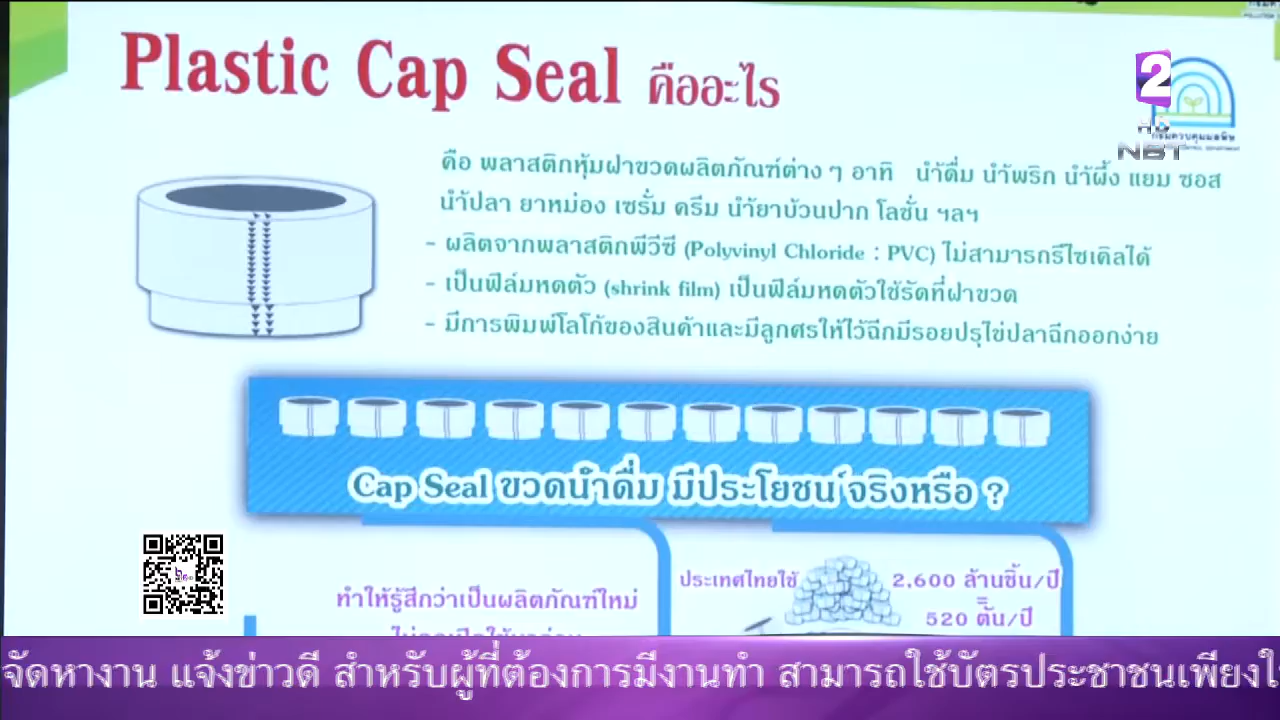 Plastic Cap Seal คืออะไร
2
HD
NBT
กรมควบคุมมลพิษ
คือ พลาสติกหุ้มฝาขวดผลิตภัณฑ์ต่าง ๆ อาทิ น้ำดื่ม น้ำพริก น้ำผึ้ง แยม ซอส
น้ำปลา ยาหม่อง เซรั่ม ครีม น้ำยาบ้วนปาก โลชั่น ฯลฯ
- ผลิตจากพลาสติกพีวีซี (Polyvinyl Chloride : PVC) ไม่สามารถรีไซเคิลได้
- เป็นฟิล์มหดตัว (shrink film) เป็นฟิล์มหดตัวใช้รัดที่ฝาขวด
- มีการพิมพ์โลโก้ของสินค้าและมีลูกศรให้ไว้ฉีกมีรอยปรุไข่ปลาฉีกออกง่าย
Cap Seal ขวดน้ำดื่ม มีประโยชน์จริงหรือ ?
ทำให้รู้สึกว่าเป็นผลิตภัณฑ์ใหม่
ประเทศไทยใช้ 2,600 ล้านชิ้น/ปี
=
520 ตัน/ปี
จัดหางาน แจ้งข่าวดี สำหรับผู้ที่ต้องการมีงานทำ สามารถใช้บัตรประชาชนเพียงใ